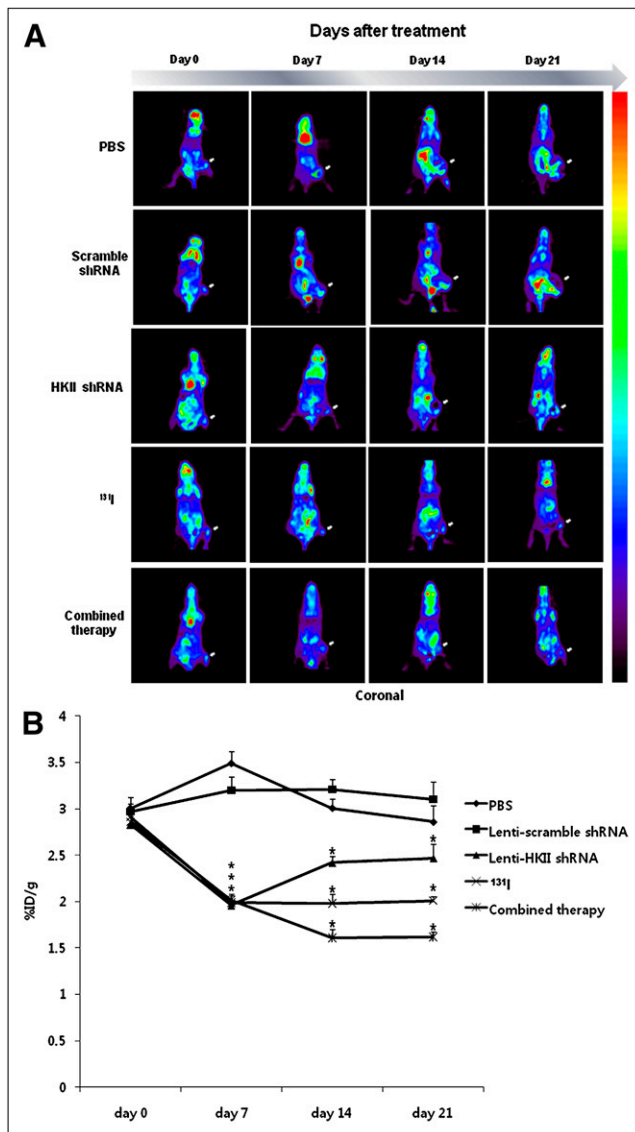 A
Days after treatment
Day 0 Day 7 Day 14 Day 21
PBS
Scramble
shRNA
HKII shRNA
¹³¹I
Combined
therapy
Coronal
B
4
3.5
3
2.5
2
1.5
1
0.5
0
%ID/g
* * *
* * *
* * *
day 0 day 7 day 14 day 21
PBS
Lenti-scramble shRNA
Lenti-HKII shRNA
¹³¹I
Combined therapy